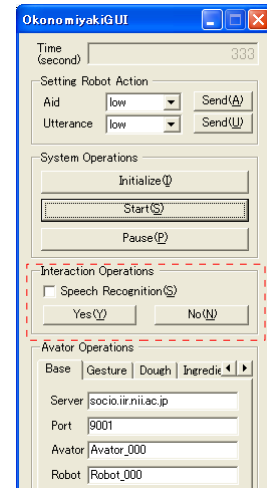 OkonomiyakiGUI
Time
(second) 333
Setting Robot Action
Aid low Send(A)
Utterance low Send(U)
System Operations
Initialize(I)
Start(S)
Pause(P)
Interaction Operations
Speech Recognition(S)
Yes(Y) No(N)
Avator Operations
Base Gesture Dough Ingredie
Server socio.iir.nii.ac.jp
Port 9001
Avator Avator_000
Robot Robot_000